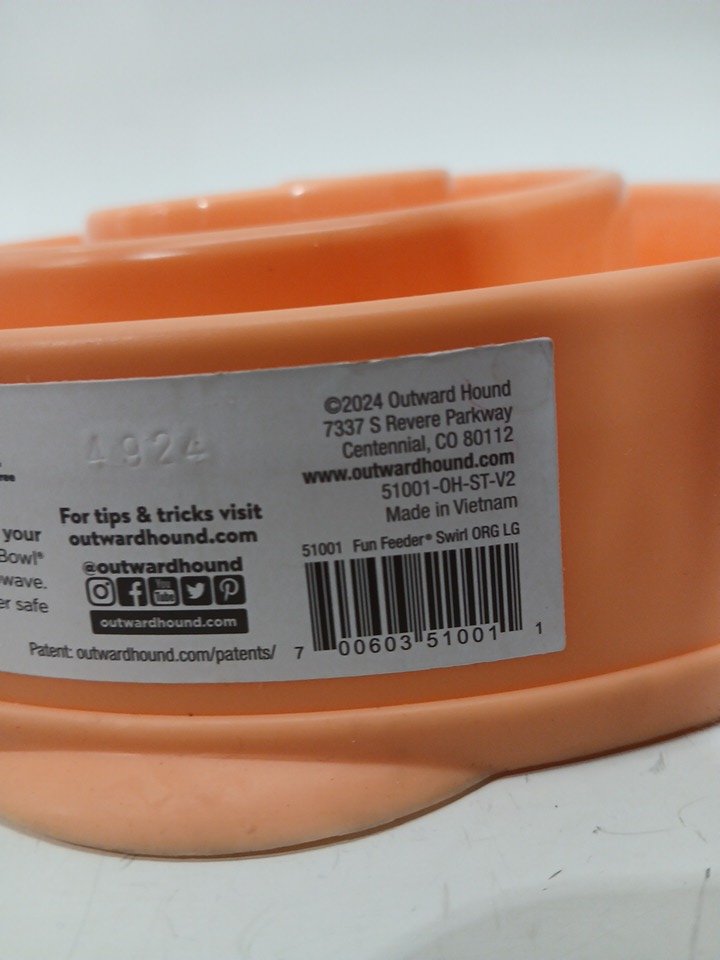 4924
For tips & tricks visit
outwardhound.com
@outwardhound
You
Tube
outwardhound.com
Patent: outwardhound.com/patents/
your
Bowl®
wave.
er safe
©2024 Outward Hound
7337 S Revere Parkway
Centennial, CO 80112
www.outwardhound.com
51001-OH-ST-V2
Made in Vietnam
51001 Fun Feeder® Swirl ORG LG
7 00603 51001 1